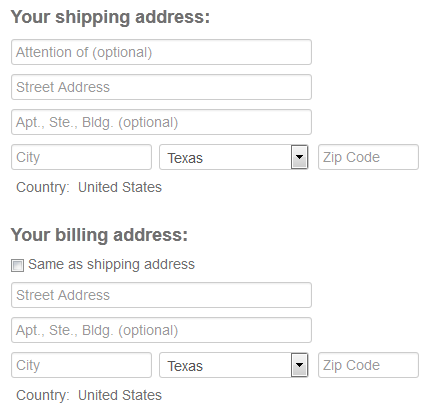 Your shipping address:
Attention of (optional)
Street Address
Apt., Ste., Bldg. (optional)
City Texas Zip Code
Country: United States
Your billing address:
Same as shipping address
Street Address
Apt., Ste., Bldg. (optional)
City Texas Zip Code
Country: United States